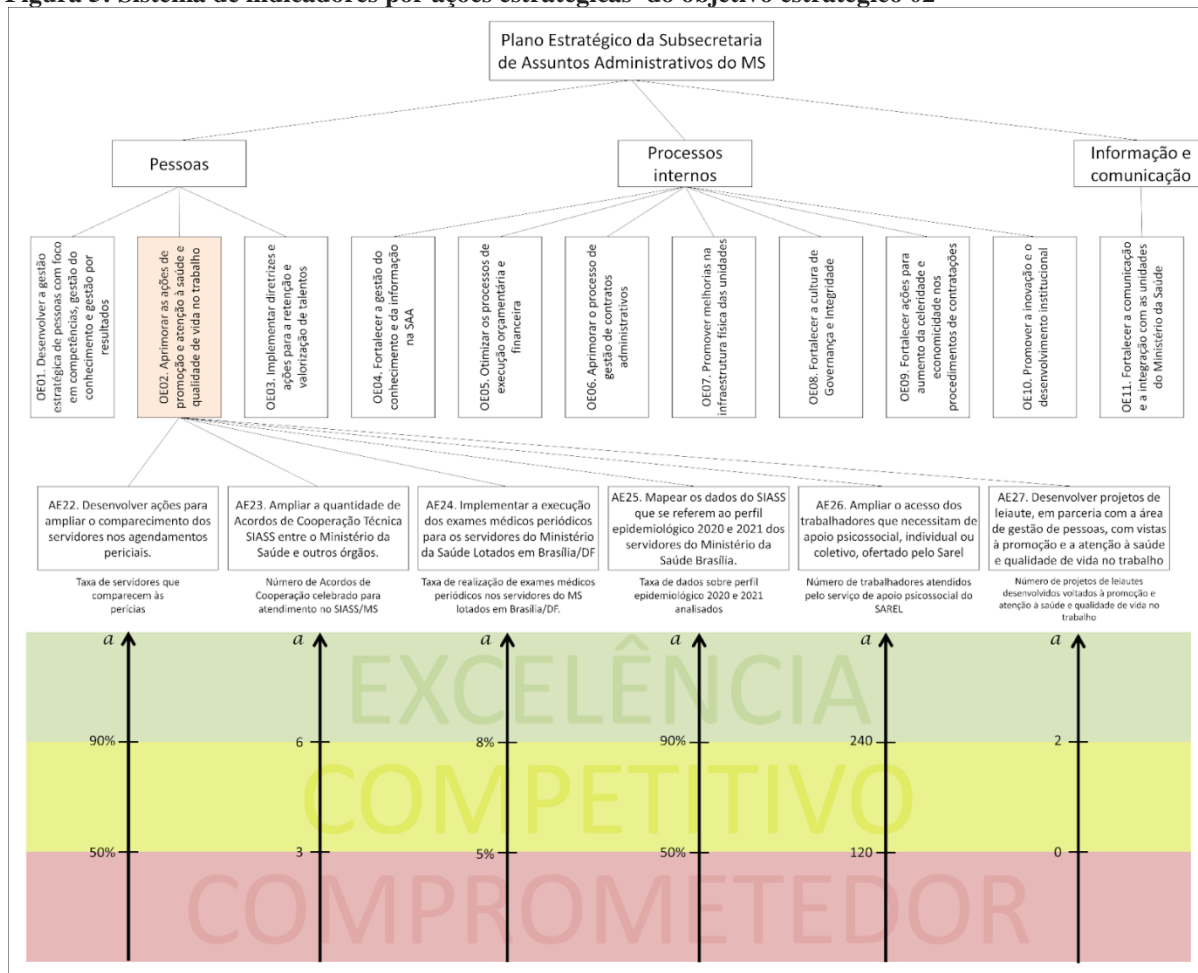 Figura 5: Sistema de indicadores por ações estratégicas do objetivo estratégico 02
Plano Estratégico da Subsecretaria
de Assuntos Administrativos do MS
Pessoas
Processos
internos
Informação e
comunicação
OE01. Desenvolver a gestão
estratégica de pessoas com foco
em competências, gestão do
conhecimento e gestão por
resultados
OE02. Aprimorar as ações de
promoção e atenção à saúde e
qualidade de vida no trabalho
OE03. Implementar diretrizes e
ações para a retenção e
valorização de talentos
OE04. Fortalecer a gestão do
conhecimento e da informação
na SAA
OE05. Otimizar os processos de
execução orçamentária e
financeira
OE06. Aprimorar o processo de
gestão de contratos
administrativos
OE07. Promover melhorias na
infraestrutura física das unidades
OE08. Fortalecer a cultura de
Governança e Integridade
OE09. Fortalecer ações para
aumento da celeridade e
economicidade nos
procedimentos de contratações
OE10. Promover a inovação e o
desenvolvimento institucional
OE11. Fortalecer a comunicação
e a integração com as unidades
do Ministério da Saúde
AE22. Desenvolver ações para
ampliar o comparecimento dos
servidores nos agendamentos
periciais.
AE23. Ampliar a quantidade de
Acordos de Cooperação Técnica
SIASS entre o Ministério da
Saúde e outros órgãos.
AE24. Implementar a execução
dos exames médicos periódicos
para os servidores do Ministério
da Saúde Lotados em Brasília/DF
AE25. Mapear os dados do SIASS
que se referem ao perfil
epidemiológico 2020 e 2021 dos
servidores do Ministério da
Saúde Brasília.
AE26. Ampliar o acesso dos
trabalhadores que necessitam de
apoio psicossocial, individual ou
coletivo, ofertado pelo Sarel
AE27. Desenvolver projetos de
leiaute, em parceria com a área
de gestão de pessoas, com vistas
à promoção e a atenção à saúde
e qualidade de vida no trabalho
Taxa de servidores que
comparecem às
perícias
Número de Acordos de
Cooperação celebrado para
atendimento no SIASS/MS
Taxa de realização de exames médicos
periódicos nos servidores do MS
lotados em Brasília/DF.
Taxa de dados sobre perfil
epidemiológico 2020 e 2021
analisados
Número de trabalhadores atendidos
pelo serviço de apoio psicossocial do
SAREL
Número de projetos de leiautes
desenvolvidos voltados à promoção e
atenção à saúde e qualidade de vida no
trabalho
a a a a a a
EXCELÊNCIA
90% 6 8% 90% 240 2
COMPETITIVO
50% 3 5% 50% 120 0
COMPROMETEDOR